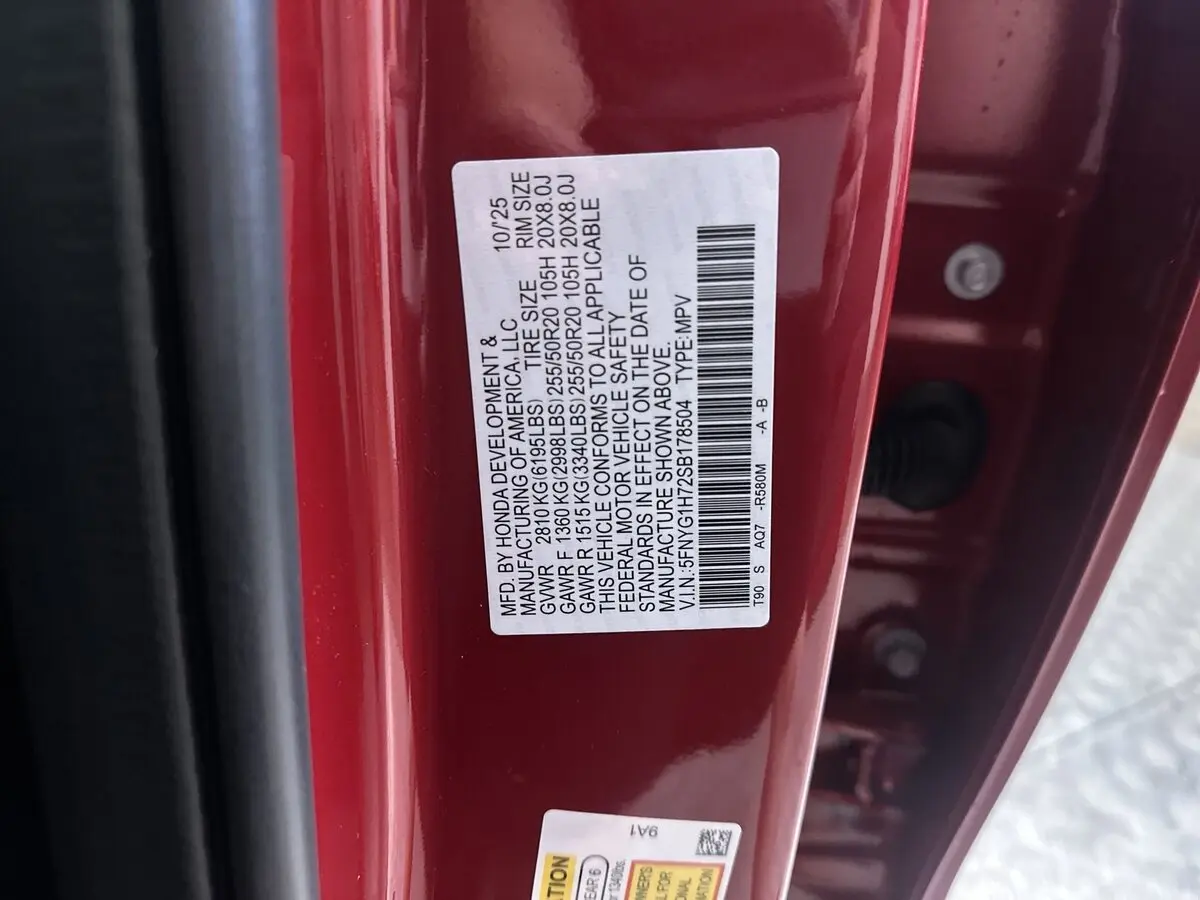 MFD. BY HONDA DEVELOPMENT & 10/'25
MANUFACTURING OF AMERICA, LLC
TIRE SIZE RIM SIZE
GVWR 2810 KG(6195LBS)
GAWR F 1360 KG(2998LBS)255/50R20 105H 20X8.0J
GAWR R 1515 KG(3340LBS)255/50R20 105H 20X8.0J
THIS VEHICLE CONFORMS TO ALL APPLICABLE
FEDERAL MOTOR VEHICLE SAFETY
STANDARDS IN EFFECT ON THE DATE OF
MANUFACTURE SHOWN ABOVE.
V.I.N.:5FNYG1H72SB178504 TYPE:MPV
T90 S AQ7 -R580M -A -B
9A1